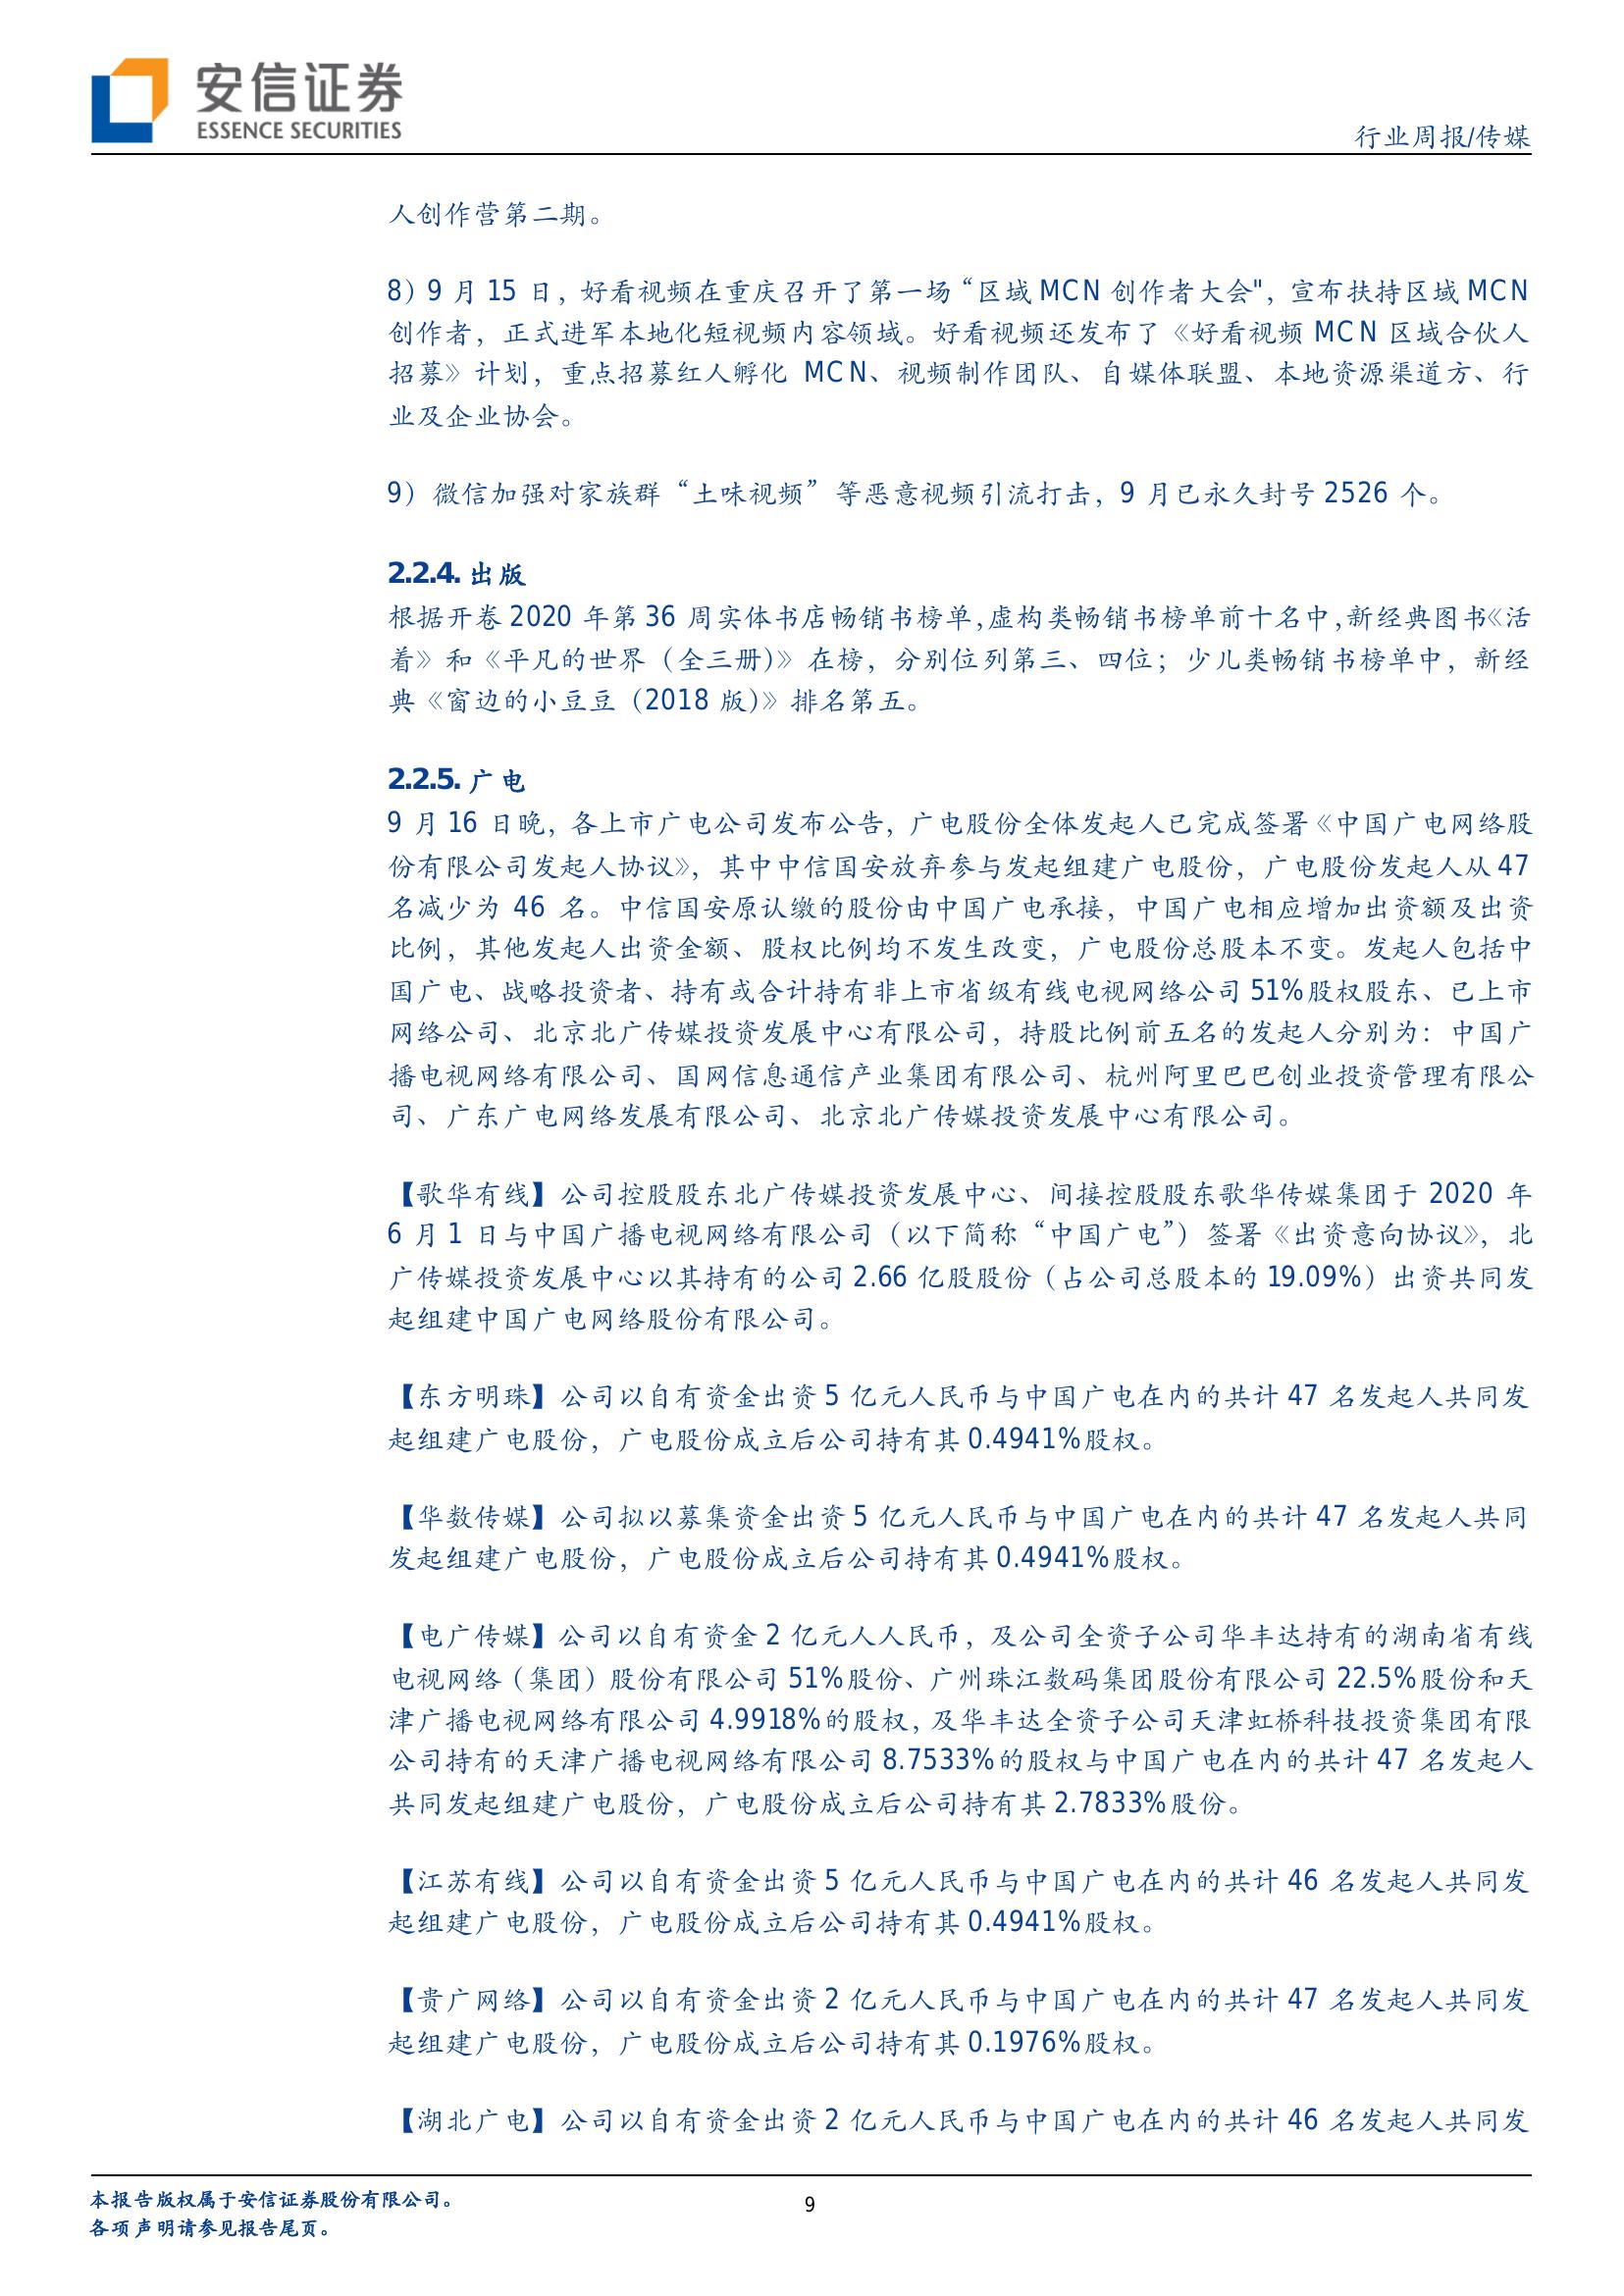 安信证券
ESSENCE SECURITIES
行业周报/传媒
人创作营第二期。
8）9 月 15 日，好看视频在重庆召开了第一场“区域 MCN 创作者大会"，宣布扶持区域 MCN
创作者，正式进军本地化短视频内容领域。好看视频还发布了《好看视频 MCN 区域合伙人
招募》计划，重点招募红人孵化 MCN、视频制作团队、自媒体联盟、本地资源渠道方、行
业及企业协会。
9）微信加强对家族群“土味视频”等恶意视频引流打击，9 月已永久封号 2526 个。
2.2.4. 出版
根据开卷 2020 年第 36 周实体书店畅销书榜单，虚构类畅销书榜单前十名中，新经典图书《活
着》和《平凡的世界（全三册）》在榜，分别位列第三、四位；少儿类畅销书榜单中，新经
典《窗边的小豆豆（2018 版）》排名第五。
2.2.5. 广电
9 月 16 日晚，各上市广电公司发布公告，广电股份全体发起人已完成签署《中国广电网络股
份有限公司发起人协议》，其中中信国安放弃参与发起组建广电股份，广电股份发起人从 47
名减少为 46 名。中信国安原认缴的股份由中国广电承接，中国广电相应增加出资额及出资
比例，其他发起人出资金额、股权比例均不发生改变，广电股份总股本不变。发起人包括中
国广电、战略投资者、持有或合计持有非上市省级有线电视网络公司 51%股权股东、已上市
网络公司、北京北广传媒投资发展中心有限公司，持股比例前五名的发起人分别为：中国广
播电视网络有限公司、国网信息通信产业集团有限公司、杭州阿里巴巴创业投资管理有限公
司、广东广电网络发展有限公司、北京北广传媒投资发展中心有限公司。
【歌华有线】公司控股股东北广传媒投资发展中心、间接控股股东歌华传媒集团于 2020 年
6 月 1 日与中国广播电视网络有限公司（以下简称“中国广电”）签署《出资意向协议》，北
广传媒投资发展中心以其持有的公司 2.66 亿股股份（占公司总股本的 19.09%）出资共同发
起组建中国广电网络股份有限公司。
【东方明珠】公司以自有资金出资 5 亿元人民币与中国广电在内的共计 47 名发起人共同发
起组建广电股份，广电股份成立后公司持有其 0.4941%股权。
【华数传媒】公司拟以募集资金出资 5 亿元人民币与中国广电在内的共计 47 名发起人共同
发起组建广电股份，广电股份成立后公司持有其 0.4941%股权。
【电广传媒】公司以自有资金 2 亿元人人民币，及公司全资子公司华丰达持有的湖南省有线
电视网络（集团）股份有限公司 51%股份、广州珠江数码集团股份有限公司 22.5%股份和天
津广播电视网络有限公司 4.9918%的股权，及华丰达全资子公司天津虹桥科技投资集团有限
公司持有的天津广播电视网络有限公司 8.7533%的股权与中国广电在内的共计 47 名发起人
共同发起组建广电股份，广电股份成立后公司持有其 2.7833%股份。
【江苏有线】公司以自有资金出资 5 亿元人民币与中国广电在内的共计 46 名发起人共同发
起组建广电股份，广电股份成立后公司持有其 0.4941%股权。
【贵广网络】公司以自有资金出资 2 亿元人民币与中国广电在内的共计 47 名发起人共同发
起组建广电股份，广电股份成立后公司持有其 0.1976%股权。
【湖北广电】公司以自有资金出资 2 亿元人民币与中国广电在内的共计 46 名发起人共同发
本报告版权属于安信证券股份有限公司。
各项声明请参见报告尾页。
9